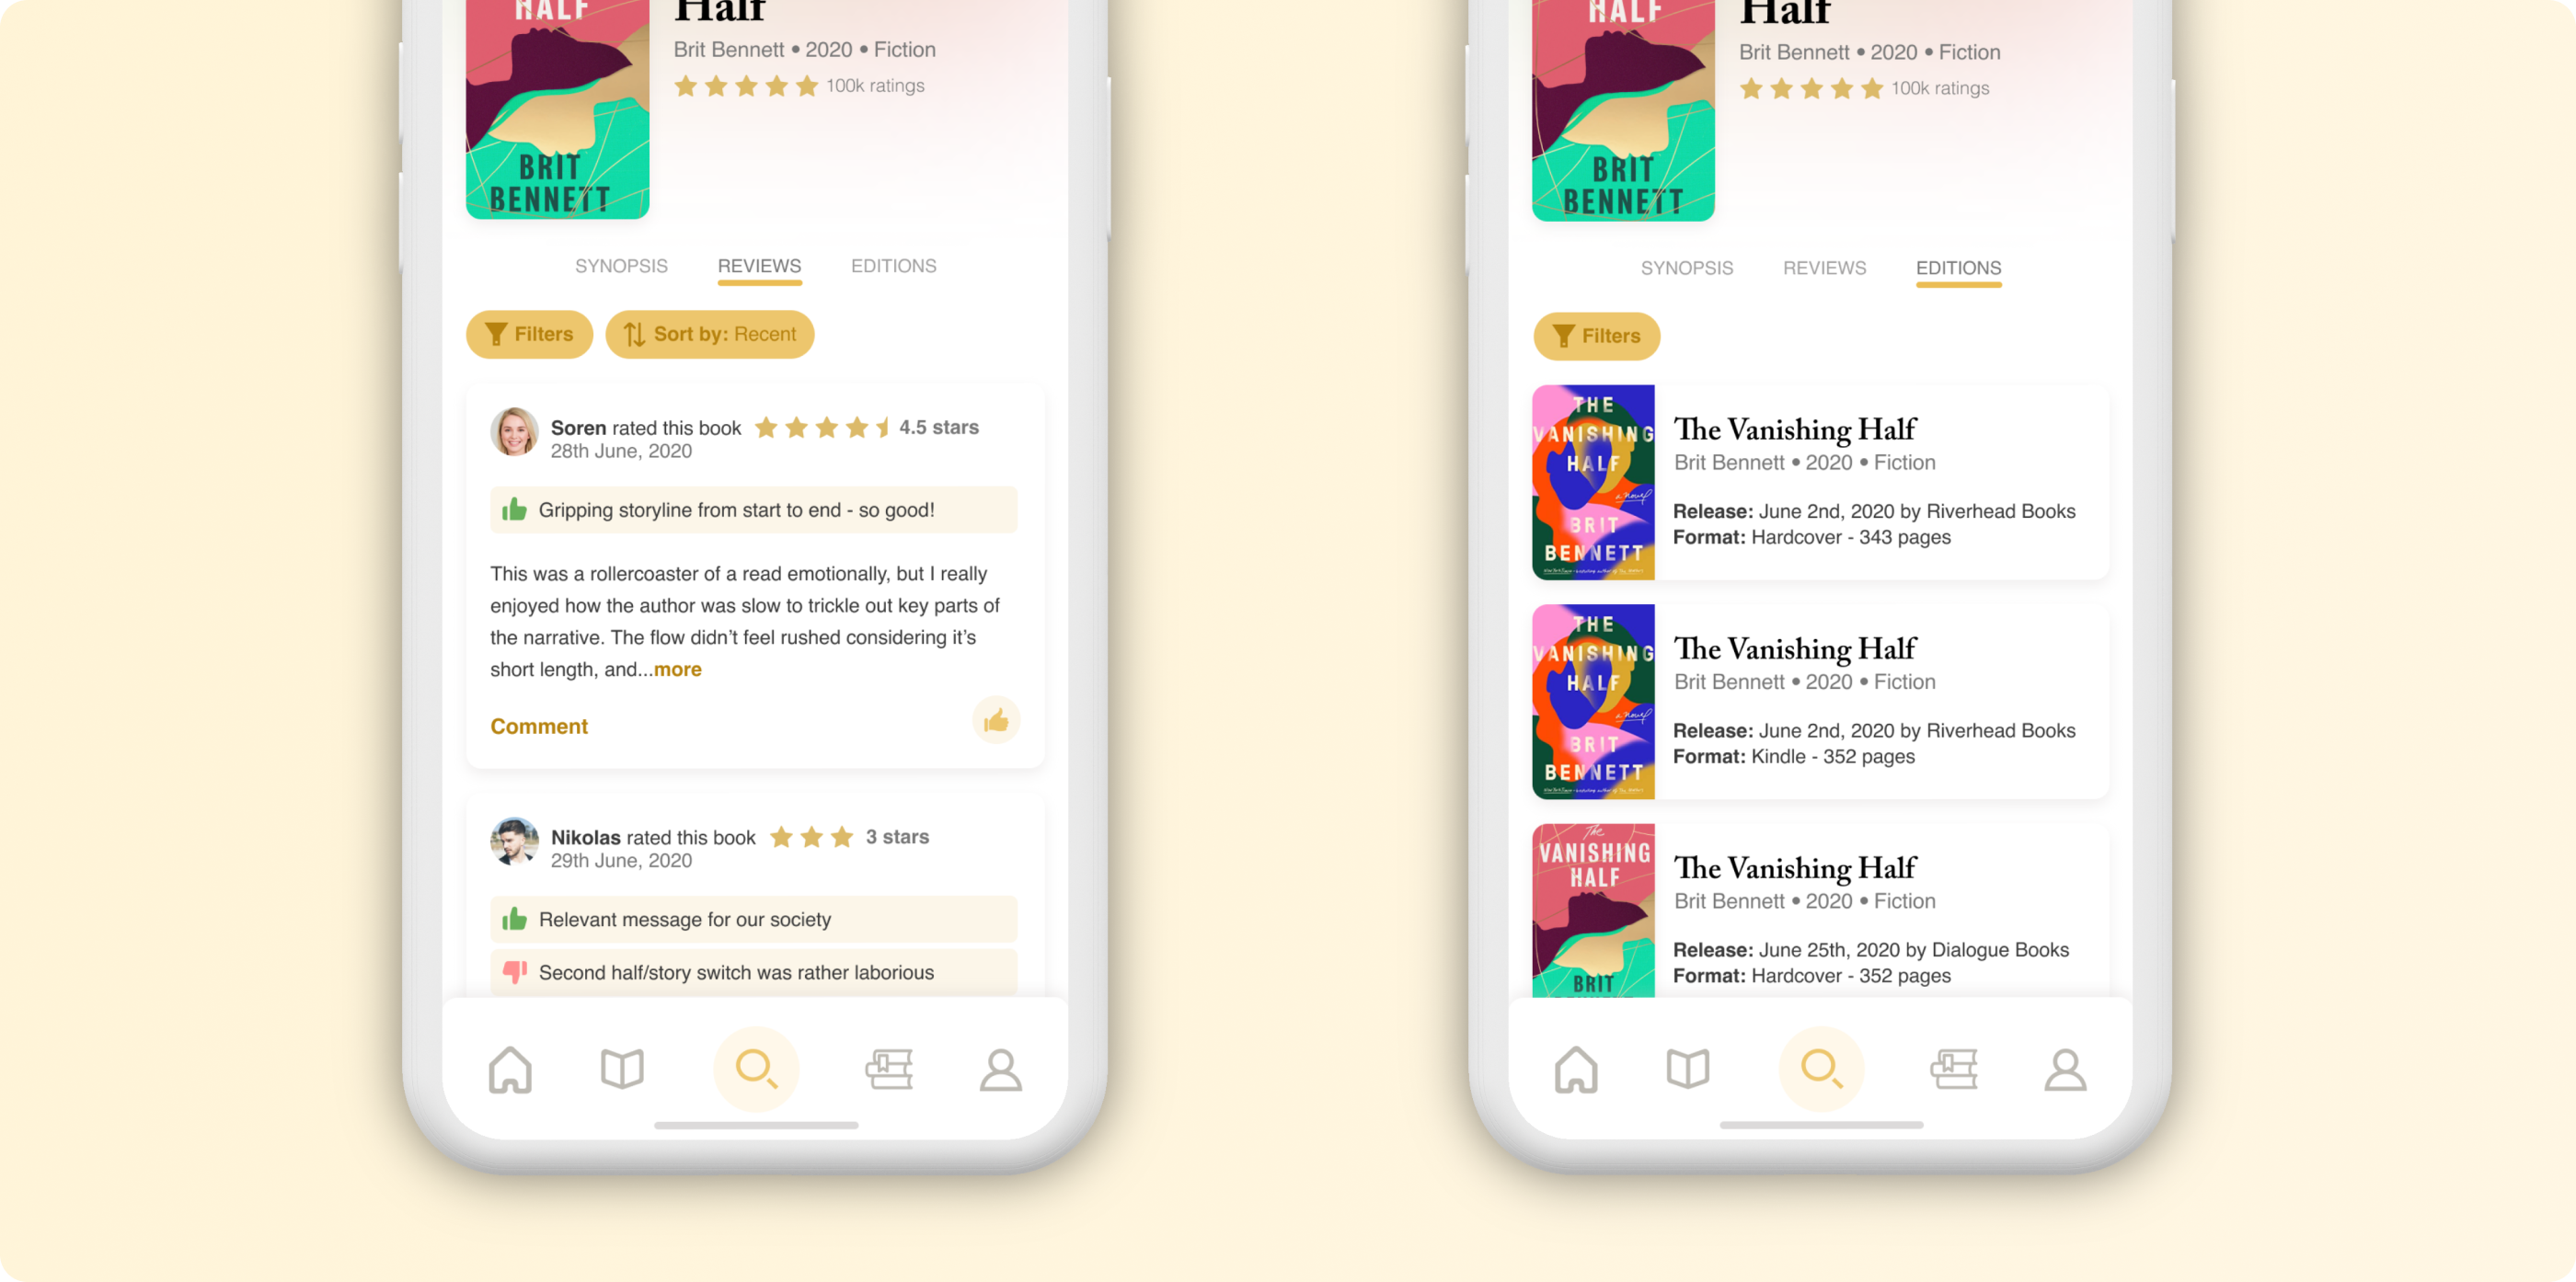 HALF
BRIT
BENNETT
Half
Brit Bennett • 2020 • Fiction
100k ratings
SYNOPSIS REVIEWS EDITIONS
Filters Sort by: Recent
Soren rated this book 4.5 stars
28th June, 2020
Gripping storyline from start to end - so good!
This was a rollercoaster of a read emotionally, but I really
enjoyed how the author was slow to trickle out key parts of
the narrative. The flow didn’t feel rushed considering it’s
short length, and...more
Comment
Nikolas rated this book 3 stars
29th June, 2020
Relevant message for our society
Second half/story switch was rather laborious
HALF
BRIT
BENNETT
Half
Brit Bennett • 2020 • Fiction
100k ratings
SYNOPSIS REVIEWS EDITIONS
Filters
THE
VANISHING
HALF
a novel
BRIT
BENNETT
The Vanishing Half
Brit Bennett • 2020 • Fiction
Release: June 2nd, 2020 by Riverhead Books
Format: Hardcover - 343 pages
THE
VANISHING
HALF
a novel
BRIT
BENNETT
The Vanishing Half
Brit Bennett • 2020 • Fiction
Release: June 2nd, 2020 by Riverhead Books
Format: Kindle - 352 pages
The
VANISHING
HALF
BRIT
The Vanishing Half
Brit Bennett • 2020 • Fiction
Release: June 25th, 2020 by Dialogue Books
Format: Hardcover - 352 pages